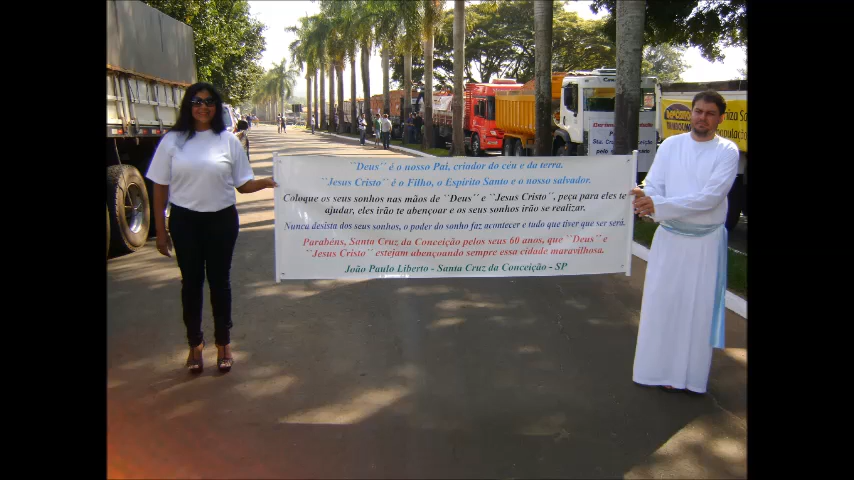 ``Deus´´ é o nosso Pai, criador do céu e da terra.
``Jesus Cristo´´ é o Filho, o Espírito Santo e o nosso salvador.
Coloque os seus sonhos nas mãos de ``Deus´´ e ``Jesus Cristo´´, peça para eles te
ajudar, eles irão te abençoar e os seus sonhos irão se realizar.
Nunca desista dos seus sonhos, o poder do sonho faz acontecer e tudo que tiver que ser será.
Parabéns, Santa Cruz da Conceição pelos seus 60 anos, que ``Deus´´ e
``Jesus Cristo´´ estejam abençoando sempre essa cidade maravilhosa.
João Paulo Liberto - Santa Cruz da Conceição - SP